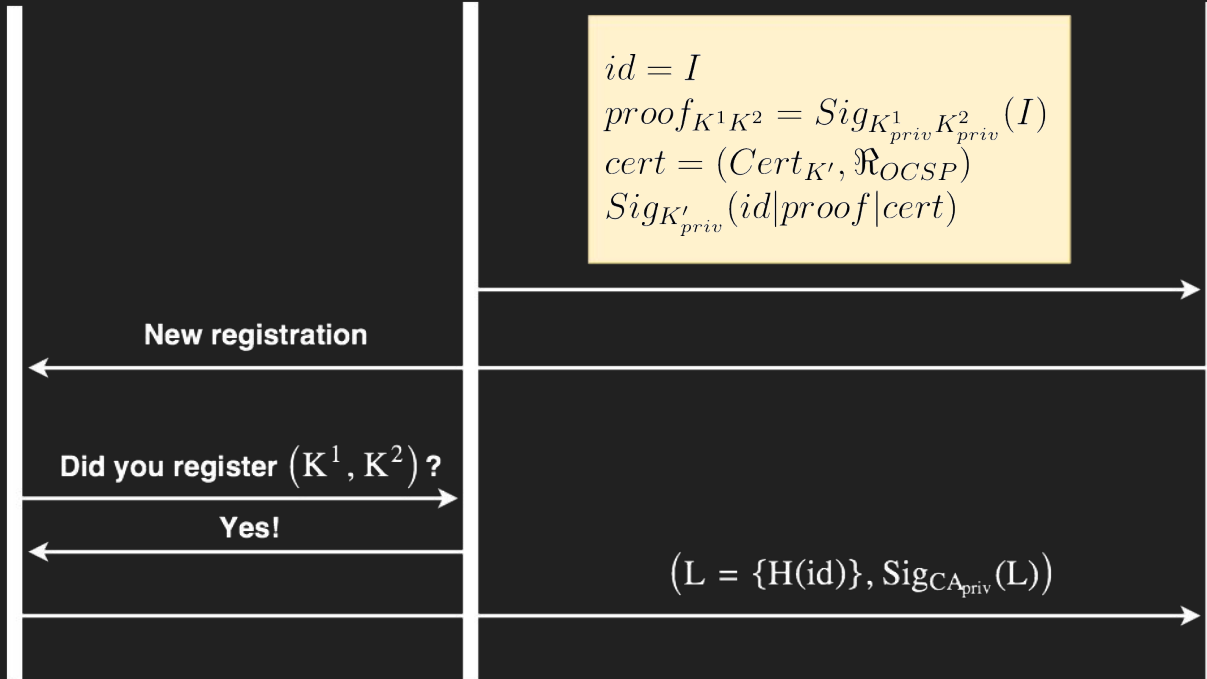 id = I
proof_{K^1 K^2} = Sig_{K^1_{priv} K^2_{priv}}(I)
cert = (Cert_{K′}, ℜ_{OCSP})
Sig_{K′_{priv}}(id|proof|cert)
New registration
Did you register (K^1, K^2) ?
Yes!
(L = {H(id)}, Sig_{CA_{priv}}(L))